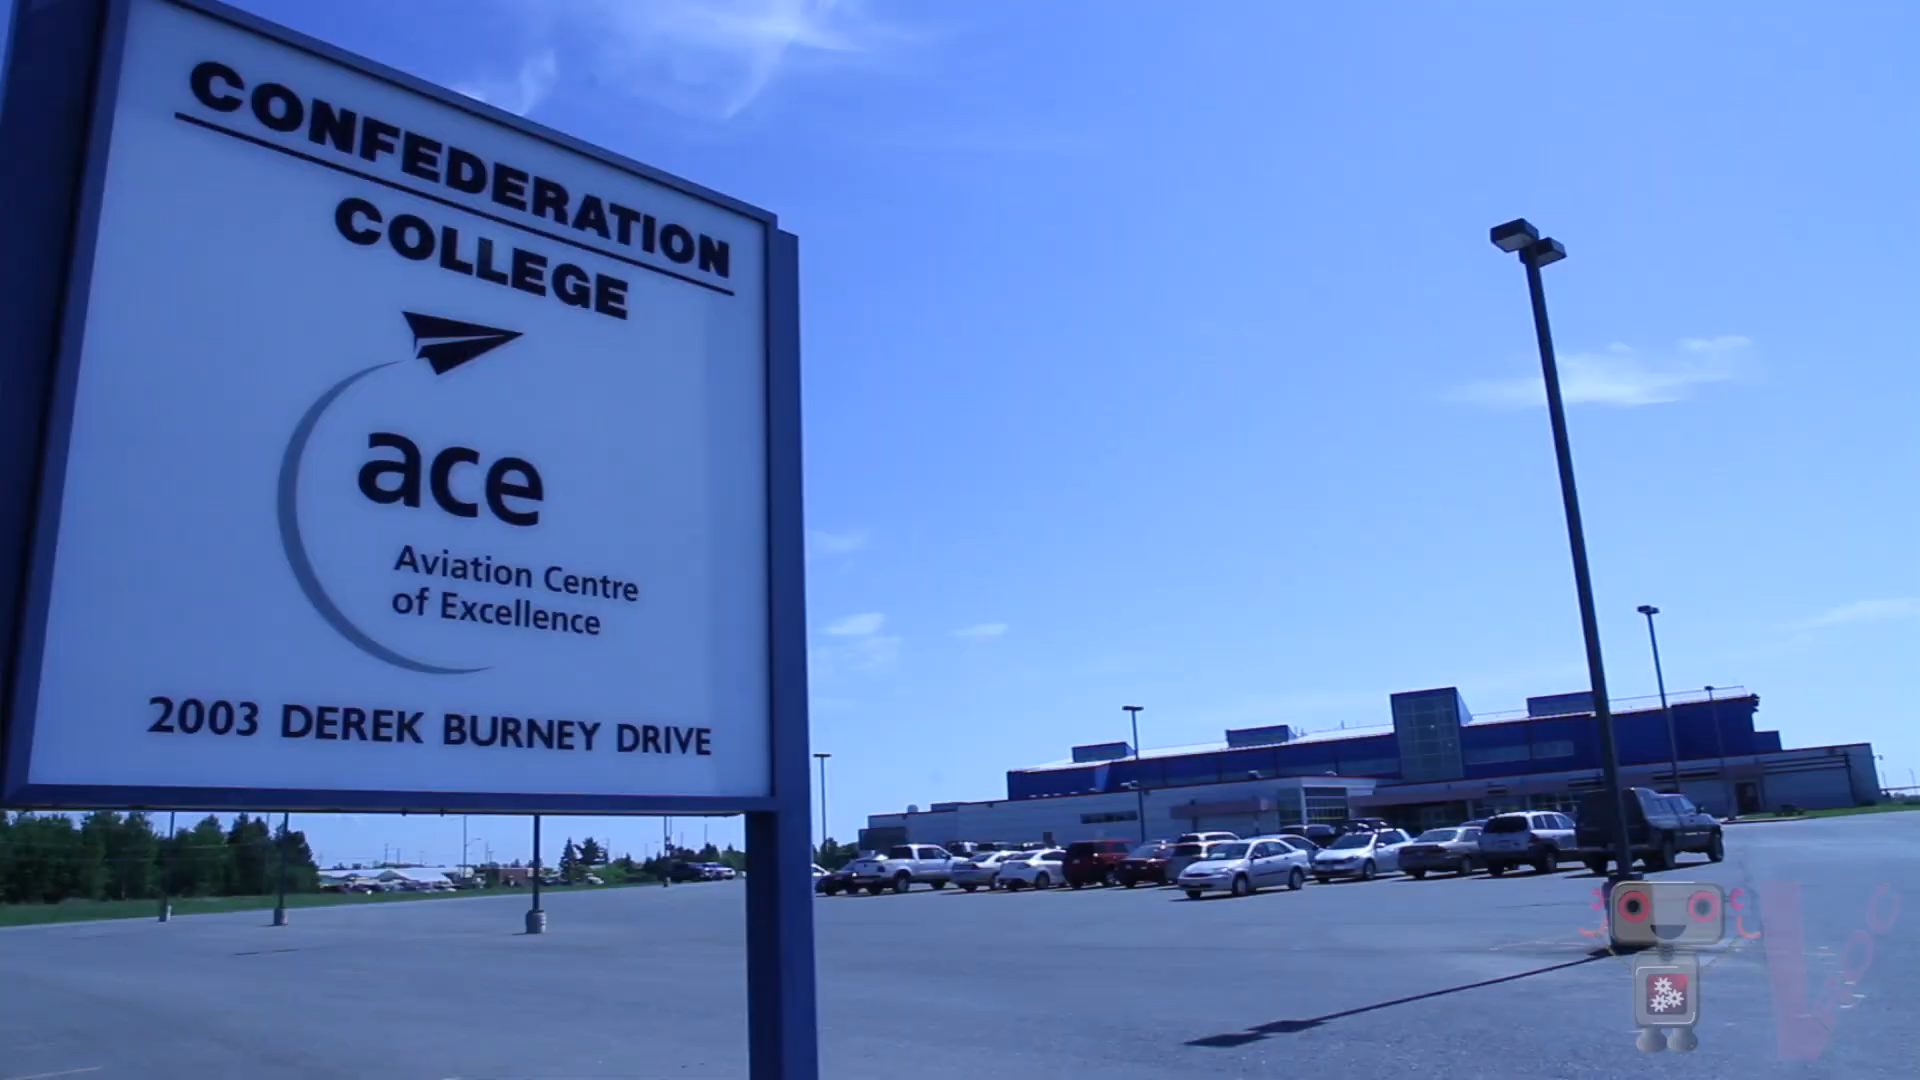 CONFEDERATION
COLLEGE
ace
Aviation Centre
of Excellence
2003 DEREK BURNEY DRIVE